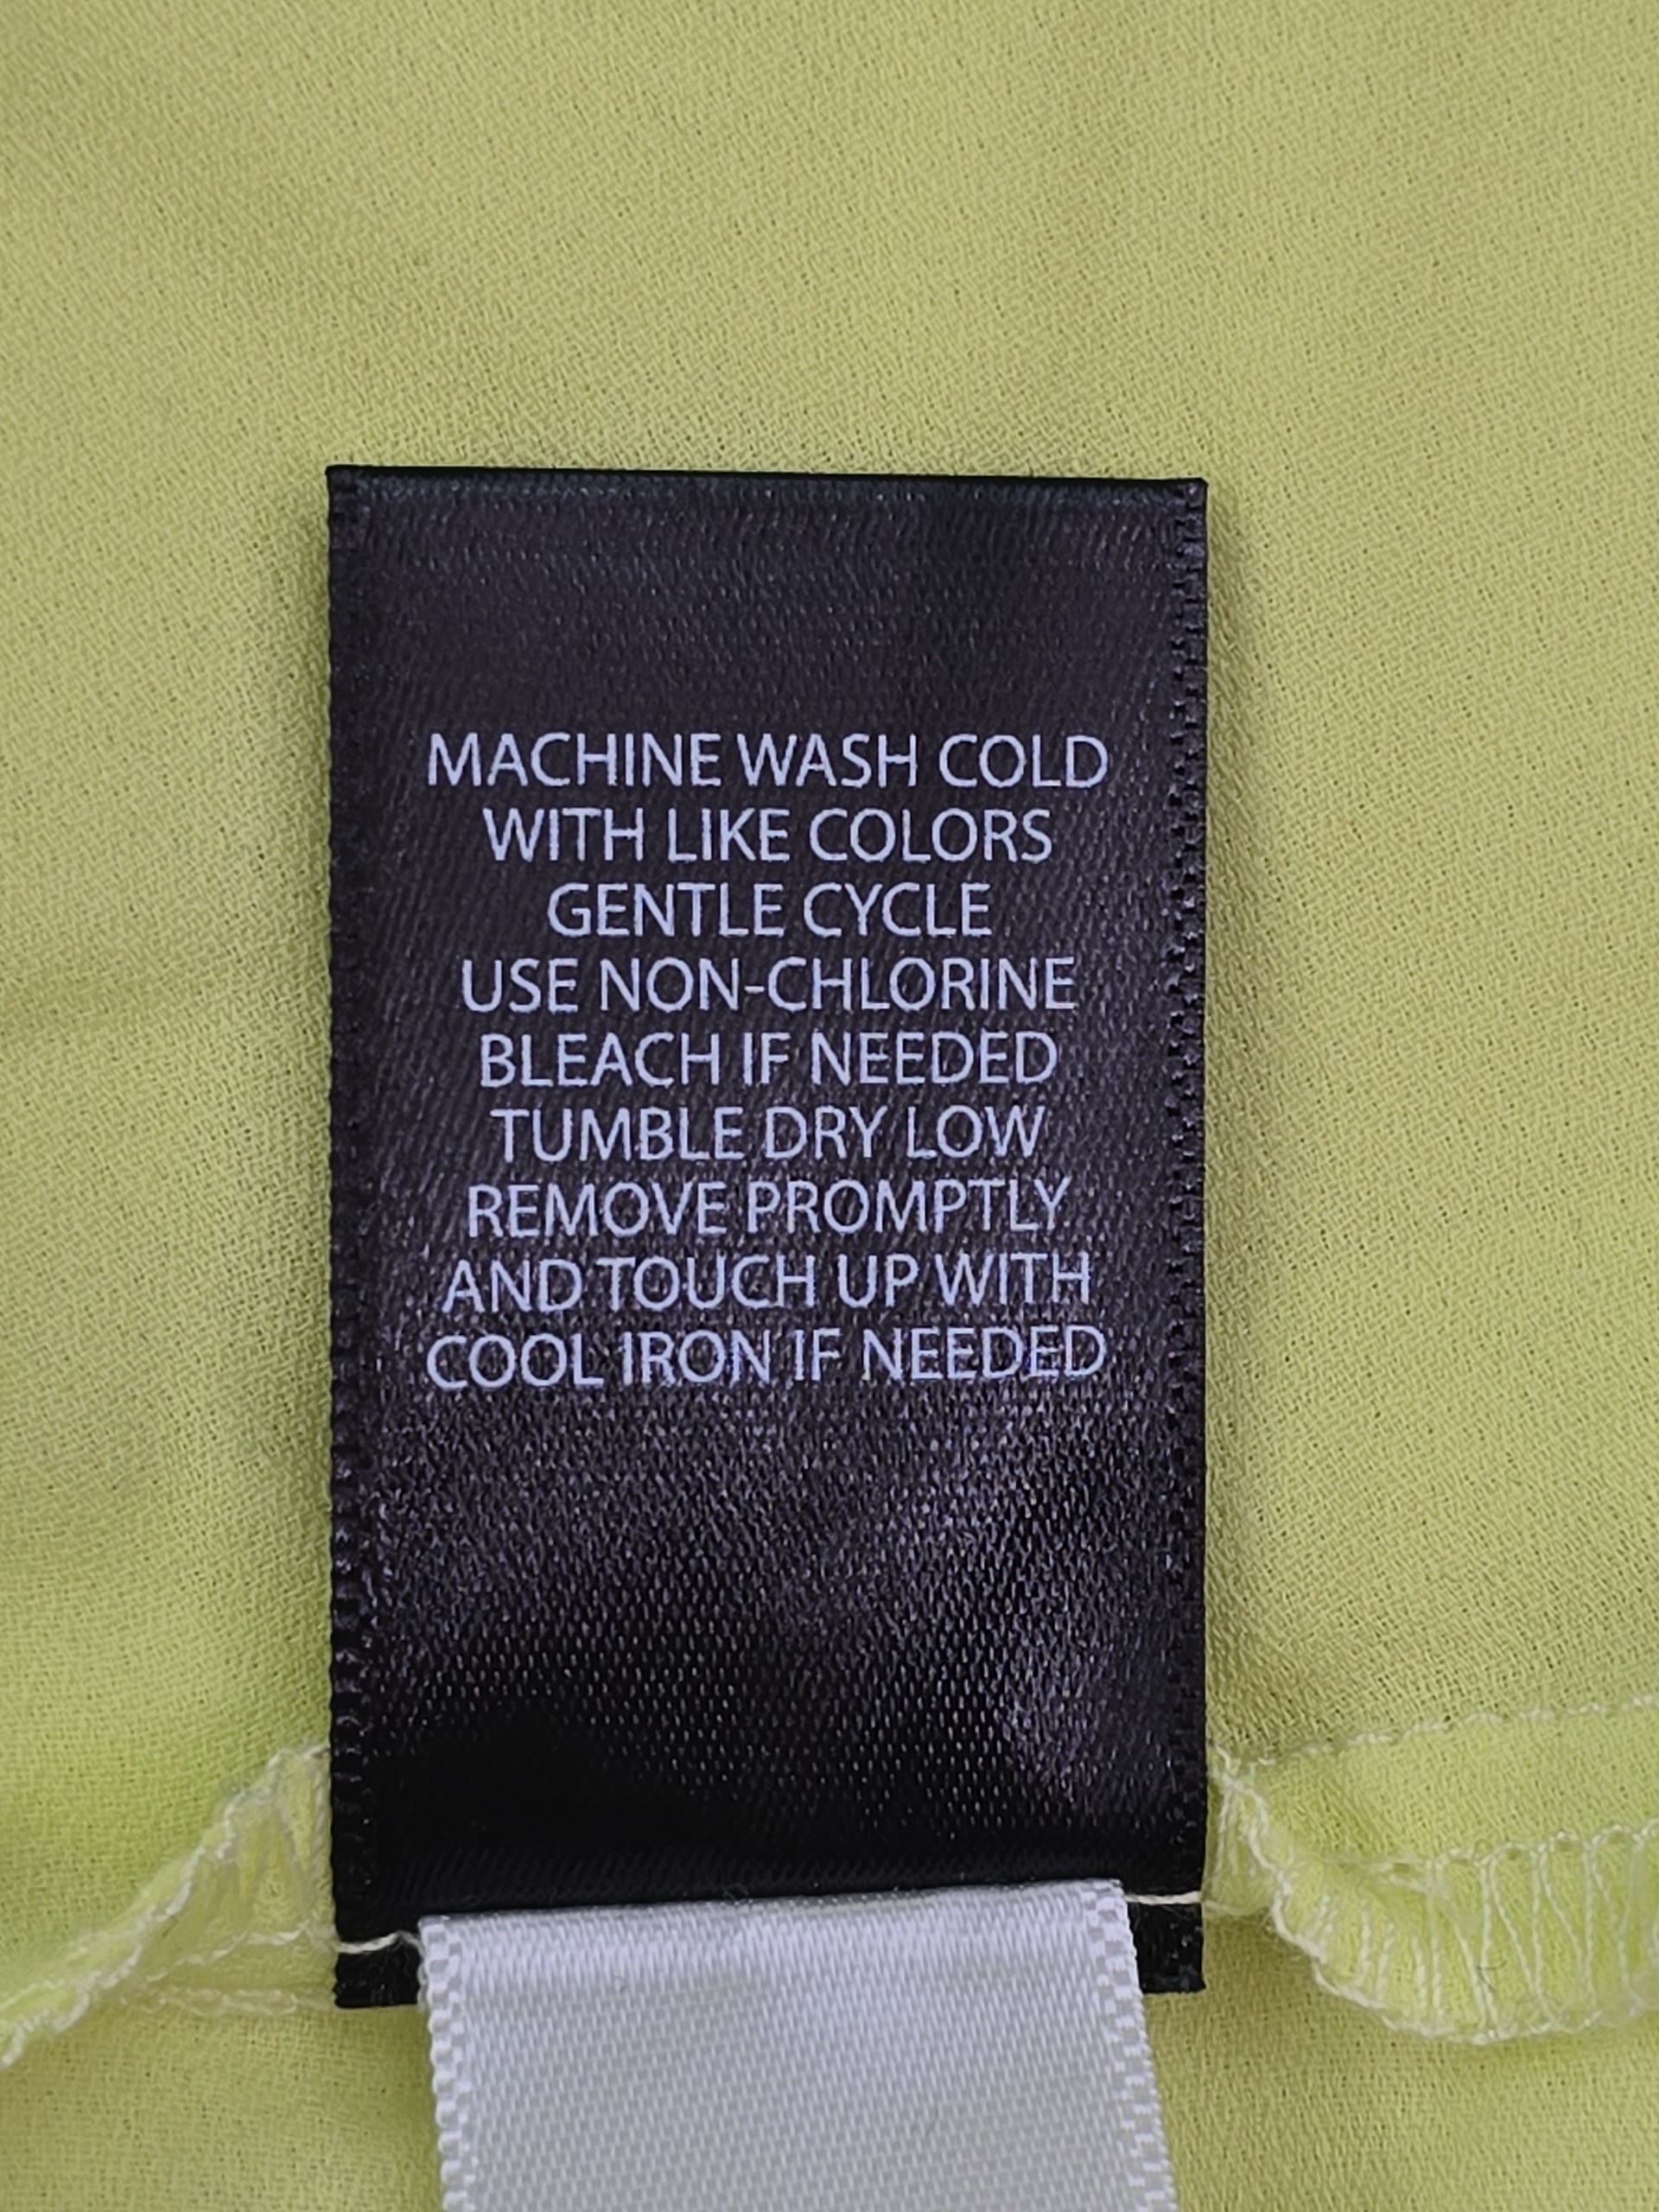 MACHINE WASH COLD
WITH LIKE COLORS
GENTLE CYCLE
USE NON-CHLORINE
BLEACH IF NEEDED
TUMBLE DRY LOW
REMOVE PROMPTLY
AND TOUCH UP WITH
COOL IRON IF NEEDED